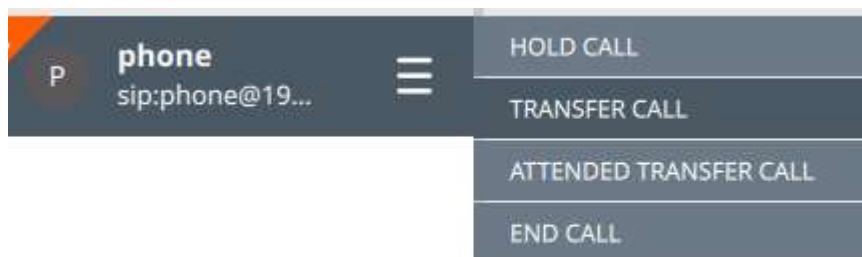 P
phone
sip:phone@19...
HOLD CALL
TRANSFER CALL
ATTENDED TRANSFER CALL
END CALL